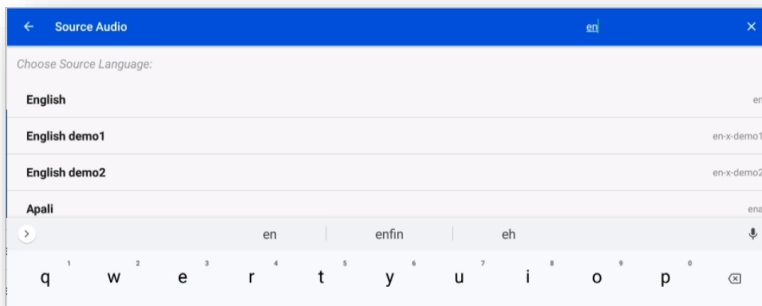 Source Audio en
Choose Source Language:
English en
English demo1 en-x-demo1
English demo2 en-x-demo2
Apali ena
en enfin eh
1 2 3 4 5 6 7 8 9 0
q w e r t y u i o p